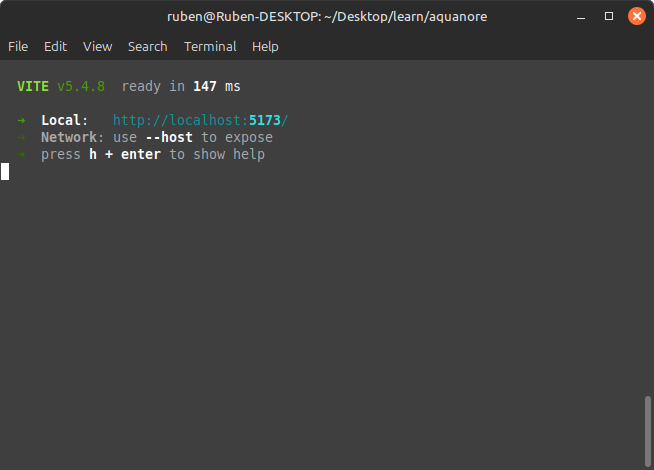 ruben@Ruben-DESKTOP: ~/Desktop/learn/aquanore
File Edit View Search Terminal Help
VITE v5.4.8 ready in 147 ms
➜ Local: http://localhost:5173/
➜ Network: use --host to expose
➜ press h + enter to show help